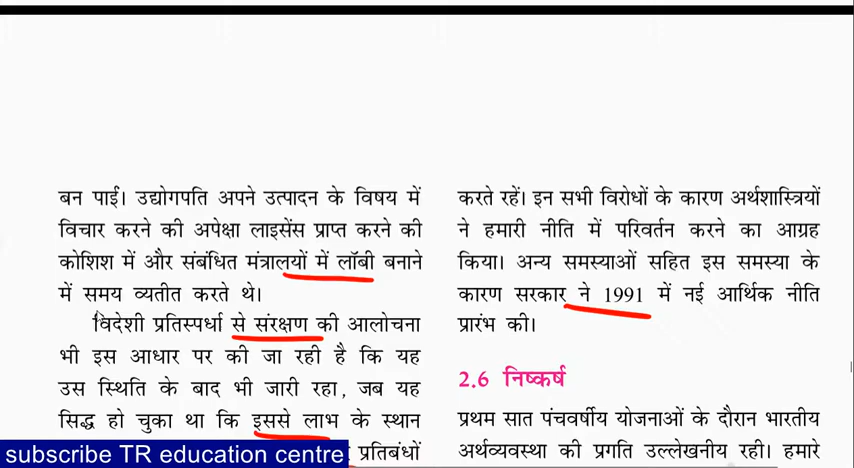 बन पाईं। उद्योगपति अपने उत्पादन के विषय में
विचार करने की अपेक्षा लाइसेंस प्राप्त करने की
कोशिश में और संबंधित मंत्रालयों में लॉबी बनाने
में समय व्यतीत करते थे।
विदेशी प्रतिस्पर्धा से संरक्षण की आलोचना
भी इस आधार पर की जा रही है कि यह
उस स्थिति के बाद भी जारी रहा, जब यह
सिद्ध हो चुका था कि इससे लाभ के स्थान
प्रतिबंधों
करते रहें। इन सभी विरोधों के कारण अर्थशास्त्रियों
ने हमारी नीति में परिवर्तन करने का आग्रह
किया। अन्य समस्याओं सहित इस समस्या के
कारण सरकार ने 1991 में नई आर्थिक नीति
प्रारंभ की।
2.6 निष्कर्ष
प्रथम सात पंचवर्षीय योजनाओं के दौरान भारतीय
अर्थव्यवस्था की प्रगति उल्लेखनीय रही। हमारे
subscribe TR education centre